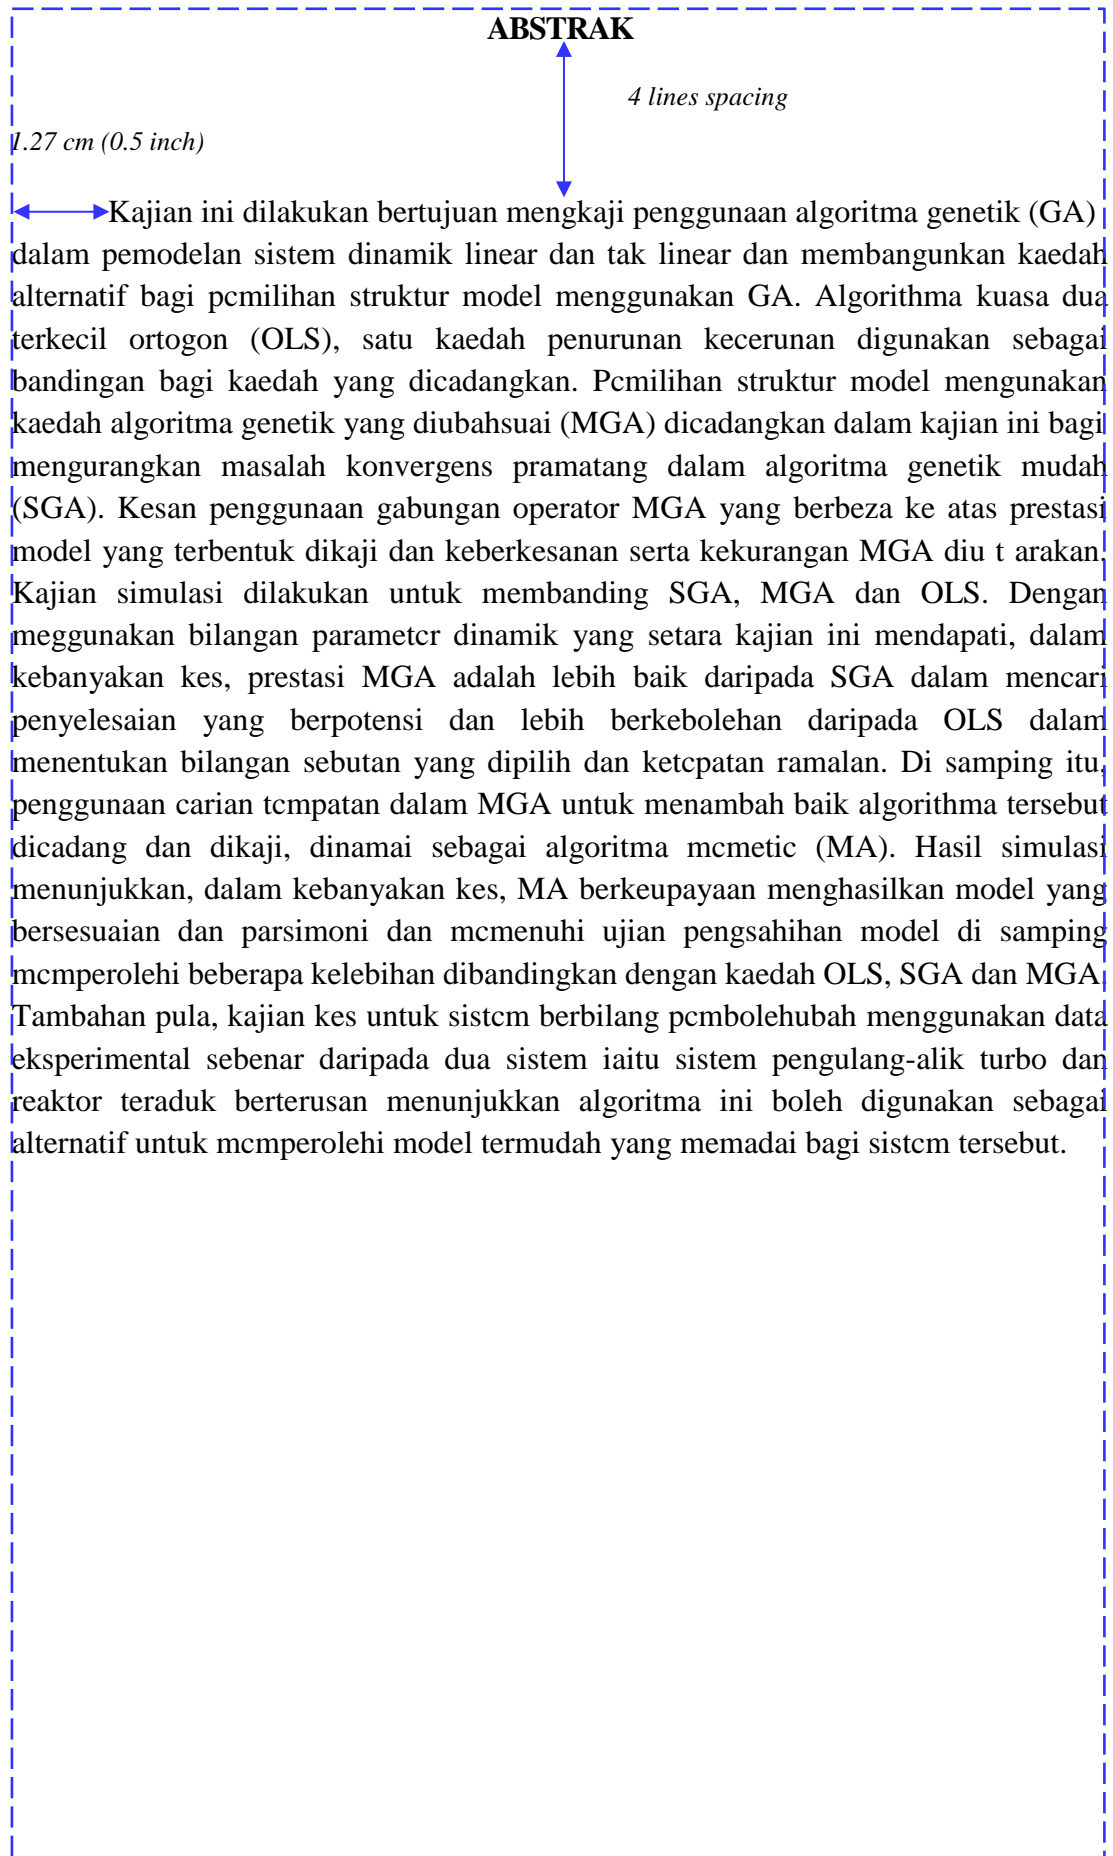 ABSTRAK
4 lines spacing
1.27 cm (0.5 inch)
Kajian ini dilakukan bertujuan mengkaji penggunaan algoritma genetik (GA)
dalam pemodelan sistem dinamik linear dan tak linear dan membangunkan kaedah
alternatif bagi pcmilihan struktur model menggunakan GA. Algorithma kuasa dua
terkecil ortogon (OLS), satu kaedah penurunan kecerunan digunakan sebagai
bandingan bagi kaedah yang dicadangkan. Pcmilihan struktur model mengunakan
kaedah algoritma genetik yang diubahsuai (MGA) dicadangkan dalam kajian ini bagi
mengurangkan masalah konvergens pramatang dalam algoritma genetik mudah
(SGA). Kesan penggunaan gabungan operator MGA yang berbeza ke atas prestasi
model yang terbentuk dikaji dan keberkesanan serta kekurangan MGA diu t arakan.
Kajian simulasi dilakukan untuk membanding SGA, MGA dan OLS. Dengan
meggunakan bilangan parametcr dinamik yang setara kajian ini mendapati, dalam
kebanyakan kes, prestasi MGA adalah lebih baik daripada SGA dalam mencari
penyelesaian yang berpotensi dan lebih berkebolehan daripada OLS dalam
menentukan bilangan sebutan yang dipilih dan ketcpatan ramalan. Di samping itu,
penggunaan carian tcmpatan dalam MGA untuk menambah baik algorithma tersebut
dicadang dan dikaji, dinamai sebagai algoritma mcmetic (MA). Hasil simulasi
menunjukkan, dalam kebanyakan kes, MA berkeupayaan menghasilkan model yang
bersesuaian dan parsimoni dan mcmenuhi ujian pengsahihan model di samping
mcmperolehi beberapa kelebihan dibandingkan dengan kaedah OLS, SGA dan MGA.
Tambahan pula, kajian kes untuk sistcm berbilang pcmbolehubah menggunakan data
eksperimental sebenar daripada dua sistem iaitu sistem pengulang-alik turbo dan
reaktor teraduk berterusan menunjukkan algoritma ini boleh digunakan sebagai
alternatif untuk mcmperolehi model termudah yang memadai bagi sistcm tersebut.